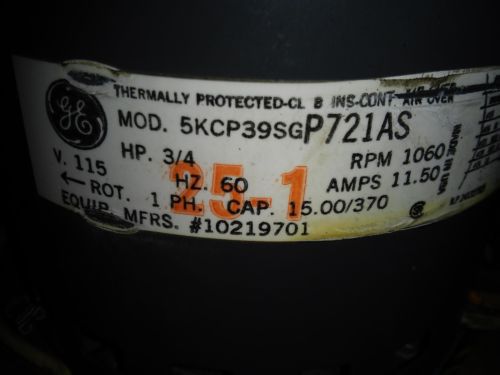 GE
THERMALLY PROTECTED-CL B INS-CONT. AIR OVER
MOD. 5KCP39SGP721AS
V. 115 HP. 3/4 RPM 1060
← ROT. 1 PH. HZ. 60 AMPS 11.50
25-1
EQUIP. MFRS. #10219701 CAP. 15.00/370